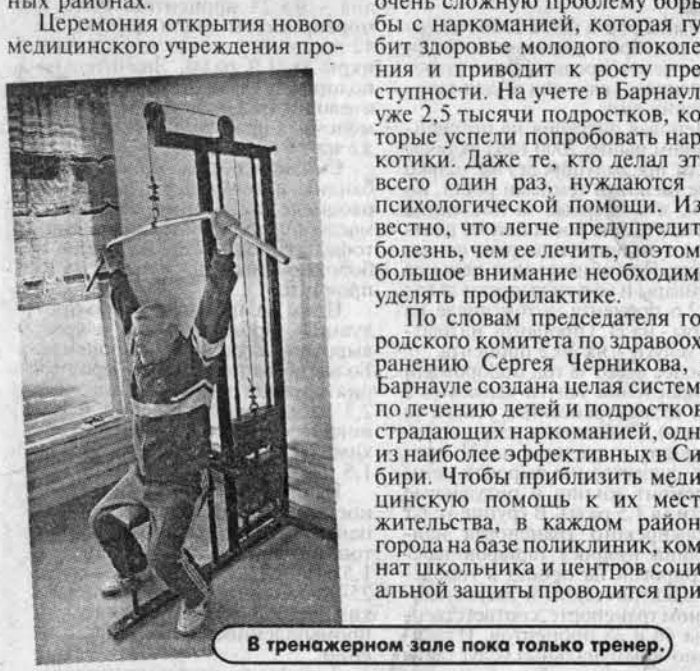 ных районах.
Церемония открытия нового
медицинского учреждения про-
очень сложную проблему борь
бы с наркоманией, которая гу
бит здоровье молодого поколе
ния и приводит к росту пре
ступности. На учете в Барнаул
уже 2,5 тысячи подростков, ко
торые успели попробовать нар
котики. Даже те, кто делал эт
всего один раз, нуждаются
психологической помощи. Из
вестно, что легче предупредит
болезнь, чем ее лечить, поэтом
большое внимание необходим
уделять профилактике.
По словам председателя го
родского комитета по здравоох
ранению Сергея Черникова,
Барнауле создана целая систем
по лечению детей и подростков
страдающих наркоманией, одн
из наиболее эффективных в Си
бири. Чтобы приблизить меди
цинскую помощь к их мест
жительства, в каждом район
города на базе поликлиник, ком
нат школьника и центров соци
альной защиты проводится при
В тренажерном зале пока только тренер.